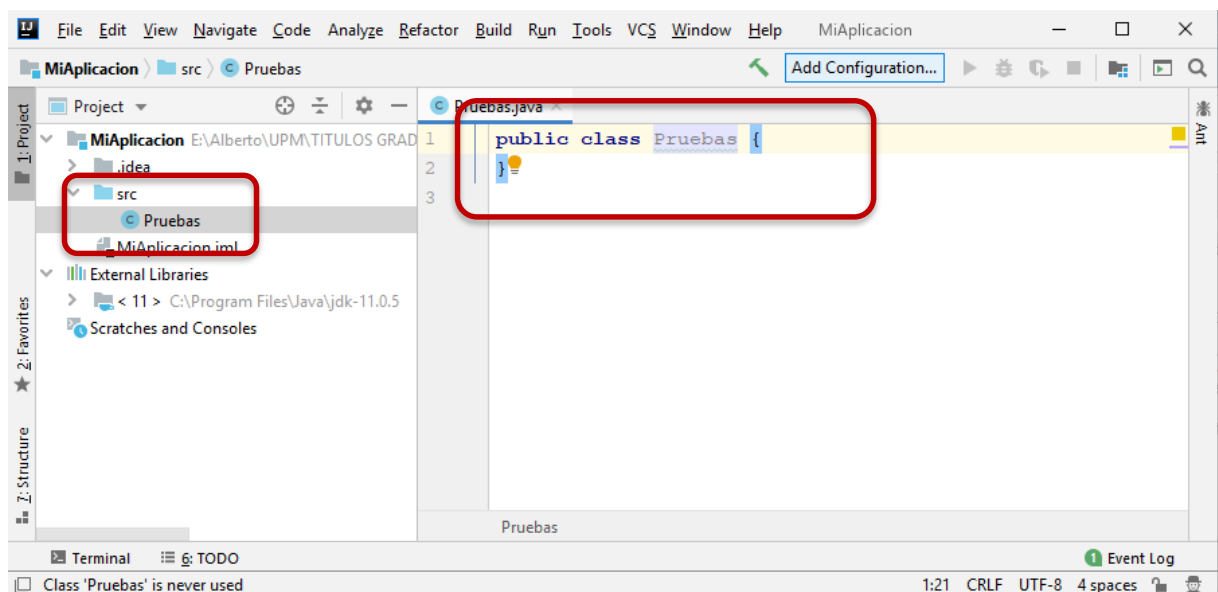 File Edit View Navigate Code Analyze Refactor Build Run Tools VCS Window Help MiAplicacion
MiAplicacion src Pruebas Add Configuration...
1: Project
Project
MiAplicacion E:\Alberto\UPM\TITULOS GRAD
.idea
src
Pruebas
MiAplicacion.iml
External Libraries
< 11 > C:\Program Files\Java\jdk-11.0.5
Scratches and Consoles
2: Favorites
7: Structure
Pruebas.java
1 public class Pruebas {
2 }
3
Pruebas
Ant
Terminal 6: TODO 1 Event Log
Class 'Pruebas' is never used 1:21 CRLF UTF-8 4 spaces